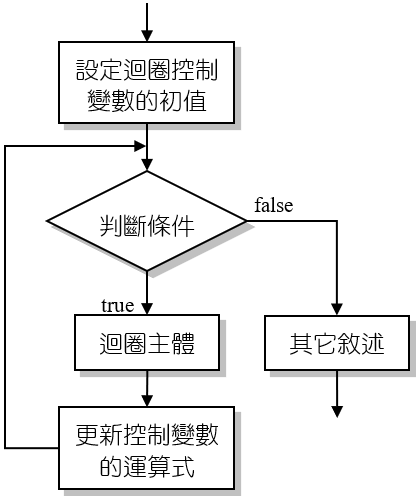 設定迴圈控制
變數的初值
判斷條件
false
true
迴圈主體
其它敘述
更新控制變數
的運算式